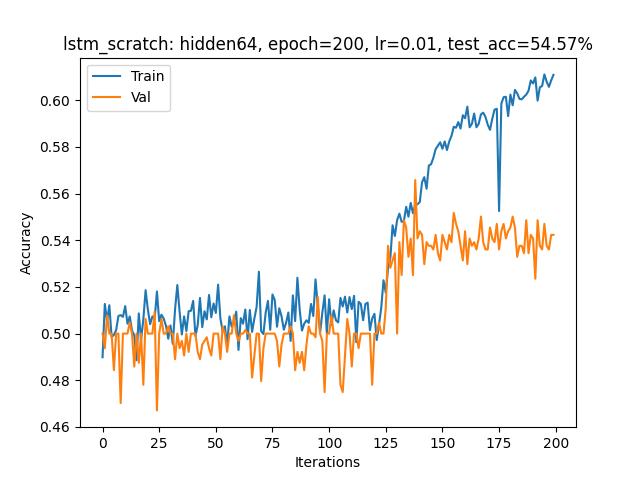 lstm_scratch: hidden64, epoch=200, lr=0.01, test_acc=54.57%
Train
Val
0.60
0.58
0.56
0.54
0.52
0.50
0.48
0.46
Accuracy
0 25 50 75 100 125 150 175 200
Iterations